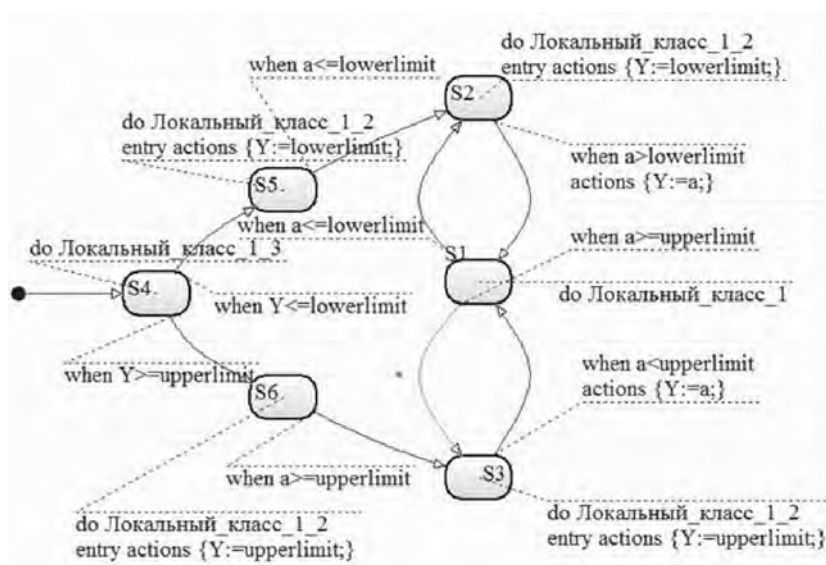 do Локальный_класс_1_2
entry actions {Y:=lowerlimit;}
when a<=lowerlimit
S2
do Локальный_класс_1_2
entry actions {Y:=lowerlimit;}
when a>lowerlimit
actions {Y:=a;}
S5
when a<=lowerlimit
when a>=upperlimit
S1
do Локальный_класс_1_3
S4
when Y<=lowerlimit
do Локальный_класс_1
when Y>=upperlimit
when a<upperlimit
actions {Y:=a;}
S6
when a>=upperlimit
S3
do Локальный_класс_1_2
entry actions {Y:=upperlimit;}
do Локальный_класс_1_2
entry actions {Y:=upperlimit;}